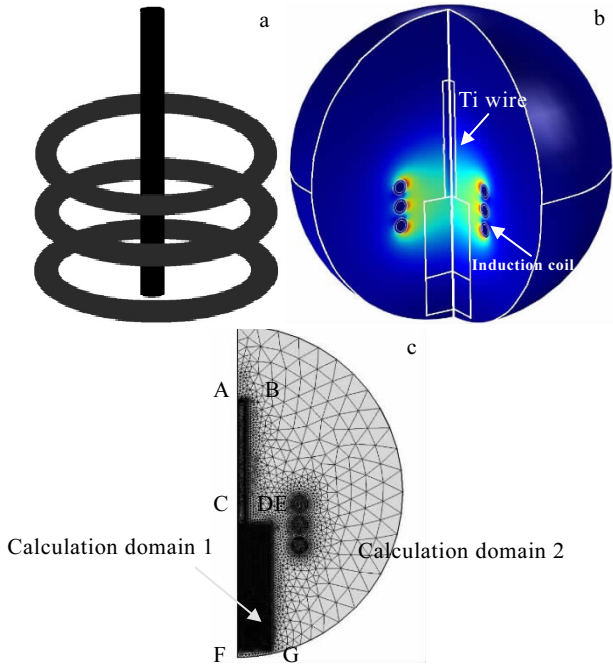 a
b
Ti wire
Induction coil
c
A B
C DE
Calculation domain 1
Calculation domain 2
F G